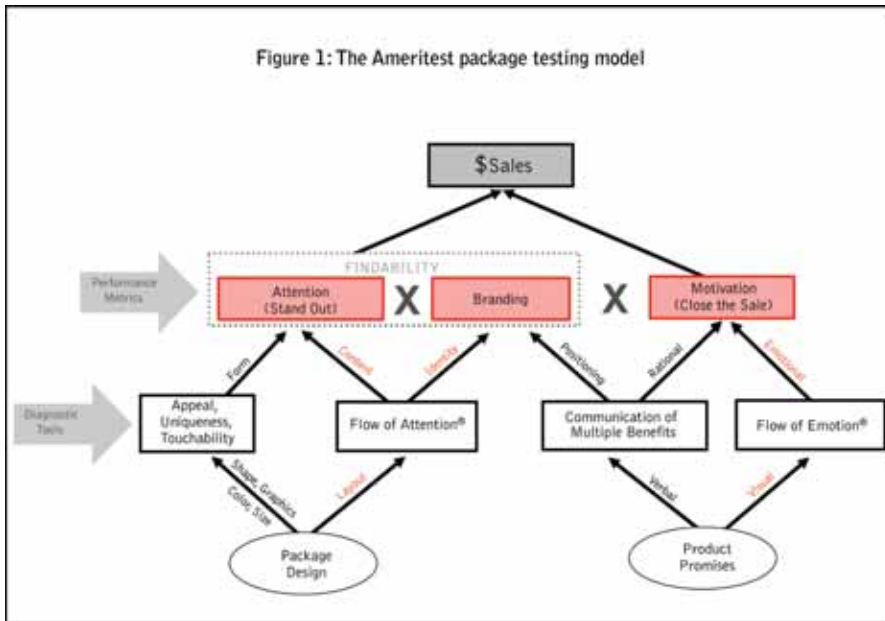 Figure 1: The Ameritest package testing model
$Sales
FINDABILITY
Performance
Metrics
Attention
(Stand Out)
X
Branding
X
Motivation
(Close the Sale)
Form
Content
Identity
Positioning
Rational
Emotional
Diagnostic
Tools
Appeal,
Uniqueness,
Touchability
Flow of Attention®
Communication of
Multiple Benefits
Flow of Emotion®
Shape, Graphics
Color, Size
Layout
Verbal
Visual
Package
Design
Product
Promises